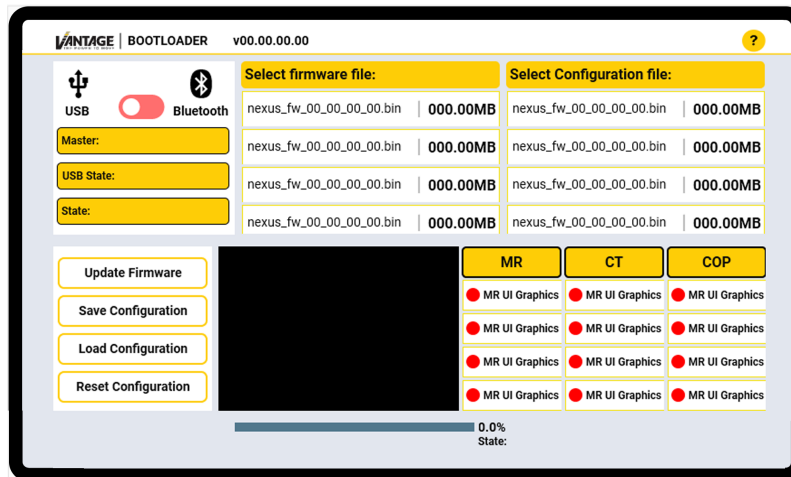 VANTAGE | BOOTLOADER v00.00.00.00 ?
USB Bluetooth
Master:
USB State:
State:
Select firmware file:
nexus_fw_00_00_00_00.bin | 000.00MB
nexus_fw_00_00_00_00.bin | 000.00MB
nexus_fw_00_00_00_00.bin | 000.00MB
nexus_fw_00_00_00_00.bin | 000.00MB
Select Configuration file:
nexus_fw_00_00_00_00.bin | 000.00MB
nexus_fw_00_00_00_00.bin | 000.00MB
nexus_fw_00_00_00_00.bin | 000.00MB
nexus_fw_00_00_00_00.bin | 000.00MB
Update Firmware
Save Configuration
Load Configuration
Reset Configuration
MR CT COP
MR UI Graphics MR UI Graphics MR UI Graphics
MR UI Graphics MR UI Graphics MR UI Graphics
MR UI Graphics MR UI Graphics MR UI Graphics
MR UI Graphics MR UI Graphics MR UI Graphics
0.0%
State: